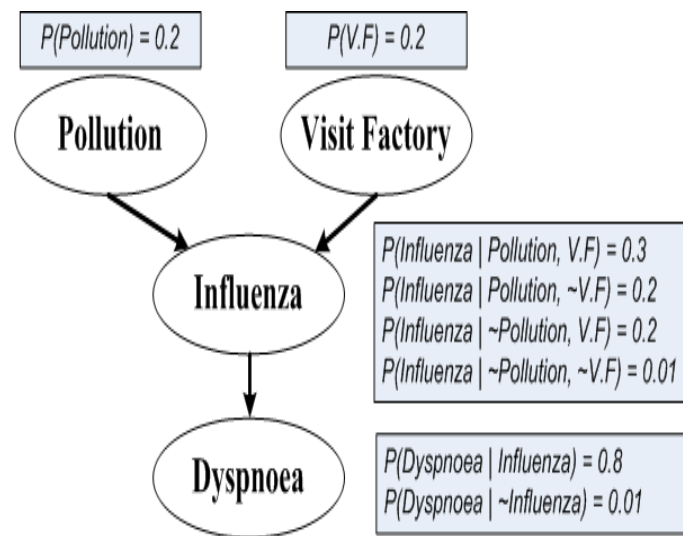 P(Pollution) = 0.2
P(V.F) = 0.2
Pollution
Visit Factory
P(Influenza | Pollution, V.F) = 0.3
P(Influenza | Pollution, ~V.F) = 0.2
P(Influenza | ~Pollution, V.F) = 0.2
P(Influenza | ~Pollution, ~V.F) = 0.01
Influenza
P(Dyspnoea | Influenza) = 0.8
P(Dyspnoea | ~Influenza) = 0.01
Dyspnoea